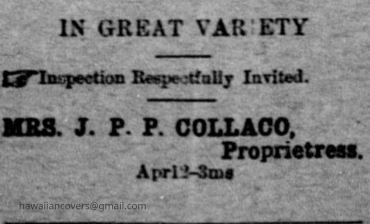 IN GREAT VARIETY
☞Inspection Respectfully Invited.
MRS. J. P. P. COLLACO,
Proprietress.
Apr12-3ms
hawaiiancovers@gmail.com